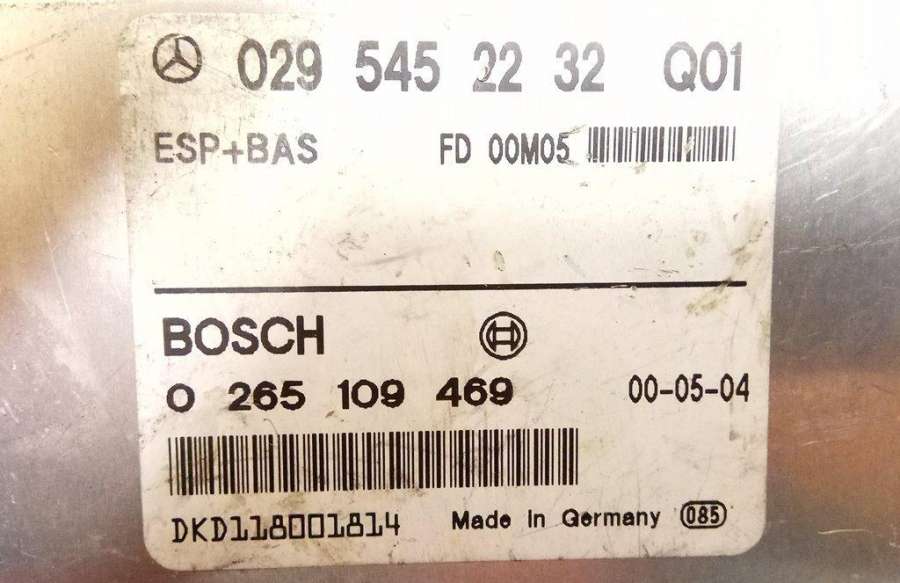 029 545 22 32 Q01
ESP+BAS FD 00M05
BOSCH
0 265 109 469 00-05-04
DKD118001814 Made in Germany 085